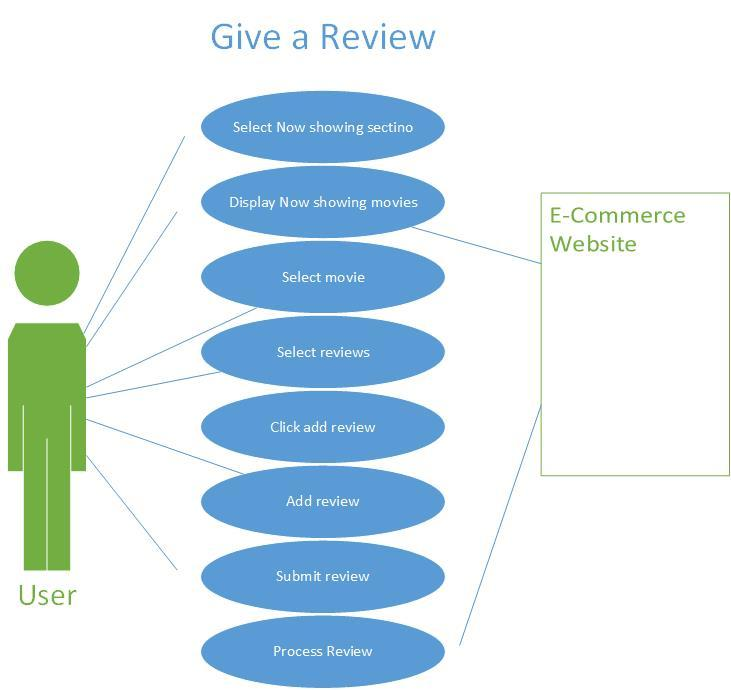 Give a Review
Select Now showing sectino
Display Now showing movies
E-Commerce
Website
Select movie
Select reviews
Click add review
Add review
Submit review
User
Process Review